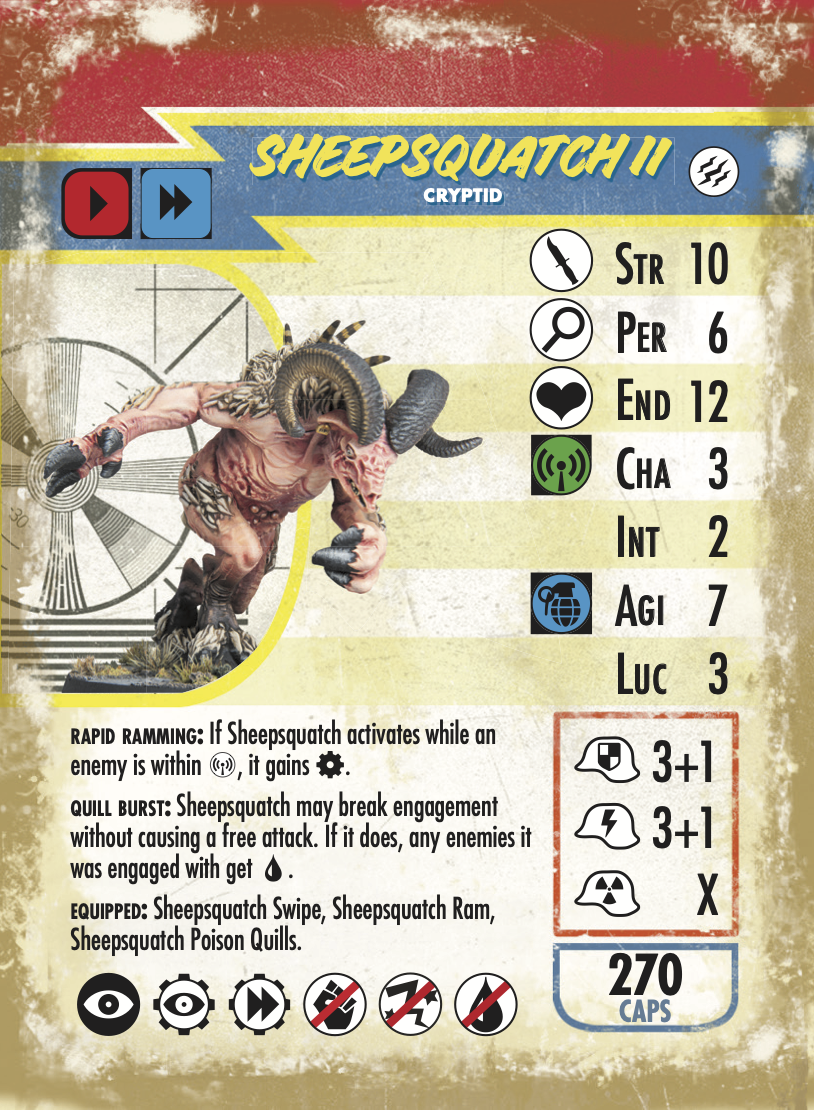 SHEEPSQUATCH II
CRYPTID
STR 10
PER 6
END 12
CHA 3
INT 2
AGI 7
LUC 3
30
RAPID RAMMING: If Sheepsquatch activates while an
enemy is within , it gains .
QUILL BURST: Sheepsquatch may break engagement
without causing a free attack. If it does, any enemies it
was engaged with get .
EQUIPPED: Sheepsquatch Swipe, Sheepsquatch Ram,
Sheepsquatch Poison Quills.
3+1
3+1
X
270
CAPS